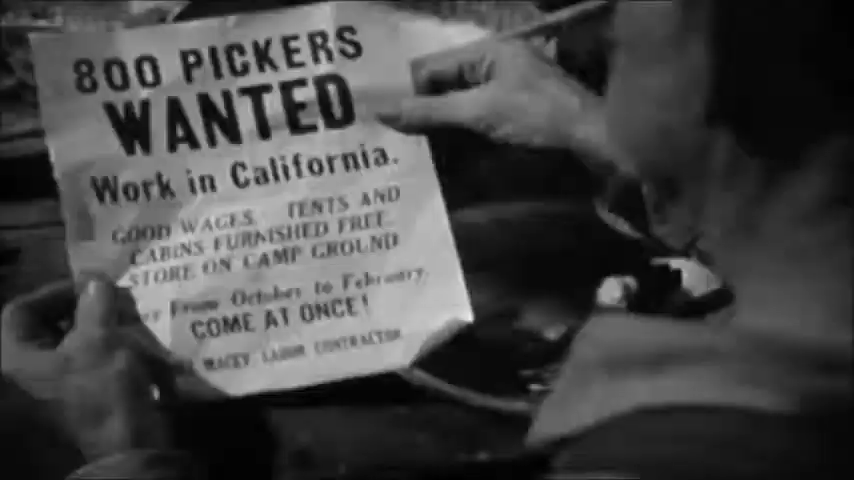 800 PICKERS
WANTED
Work in California.
GOOD WAGES. TENTS AND
CABINS FURNISHED FREE.
STORE ON CAMP GROUND
From October to February.
COME AT ONCE!
LABOR CONTRACTOR